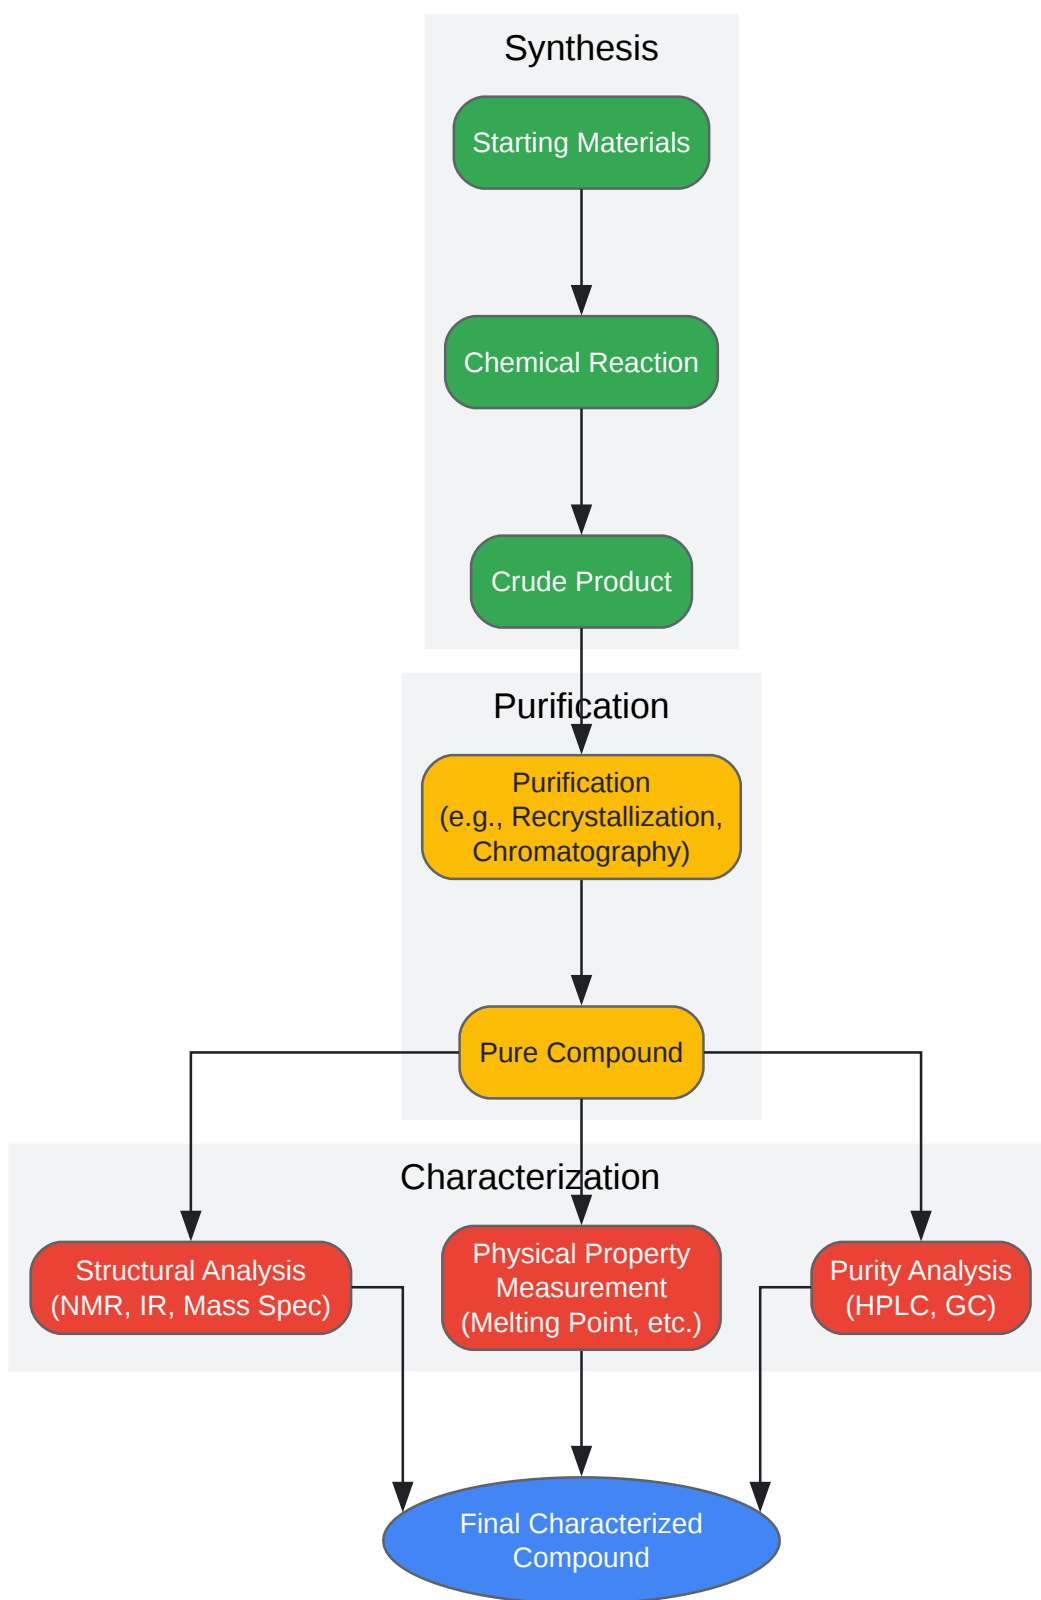 Synthesis
Starting Materials
Chemical Reaction
Crude Product
Purification
Purification
(e.g., Recrystallization,
Chromatography)
Pure Compound
Characterization
Structural Analysis
(NMR, IR, Mass Spec)
Physical Property
Measurement
(Melting Point, etc.)
Purity Analysis
(HPLC, GC)
Final Characterized
Compound